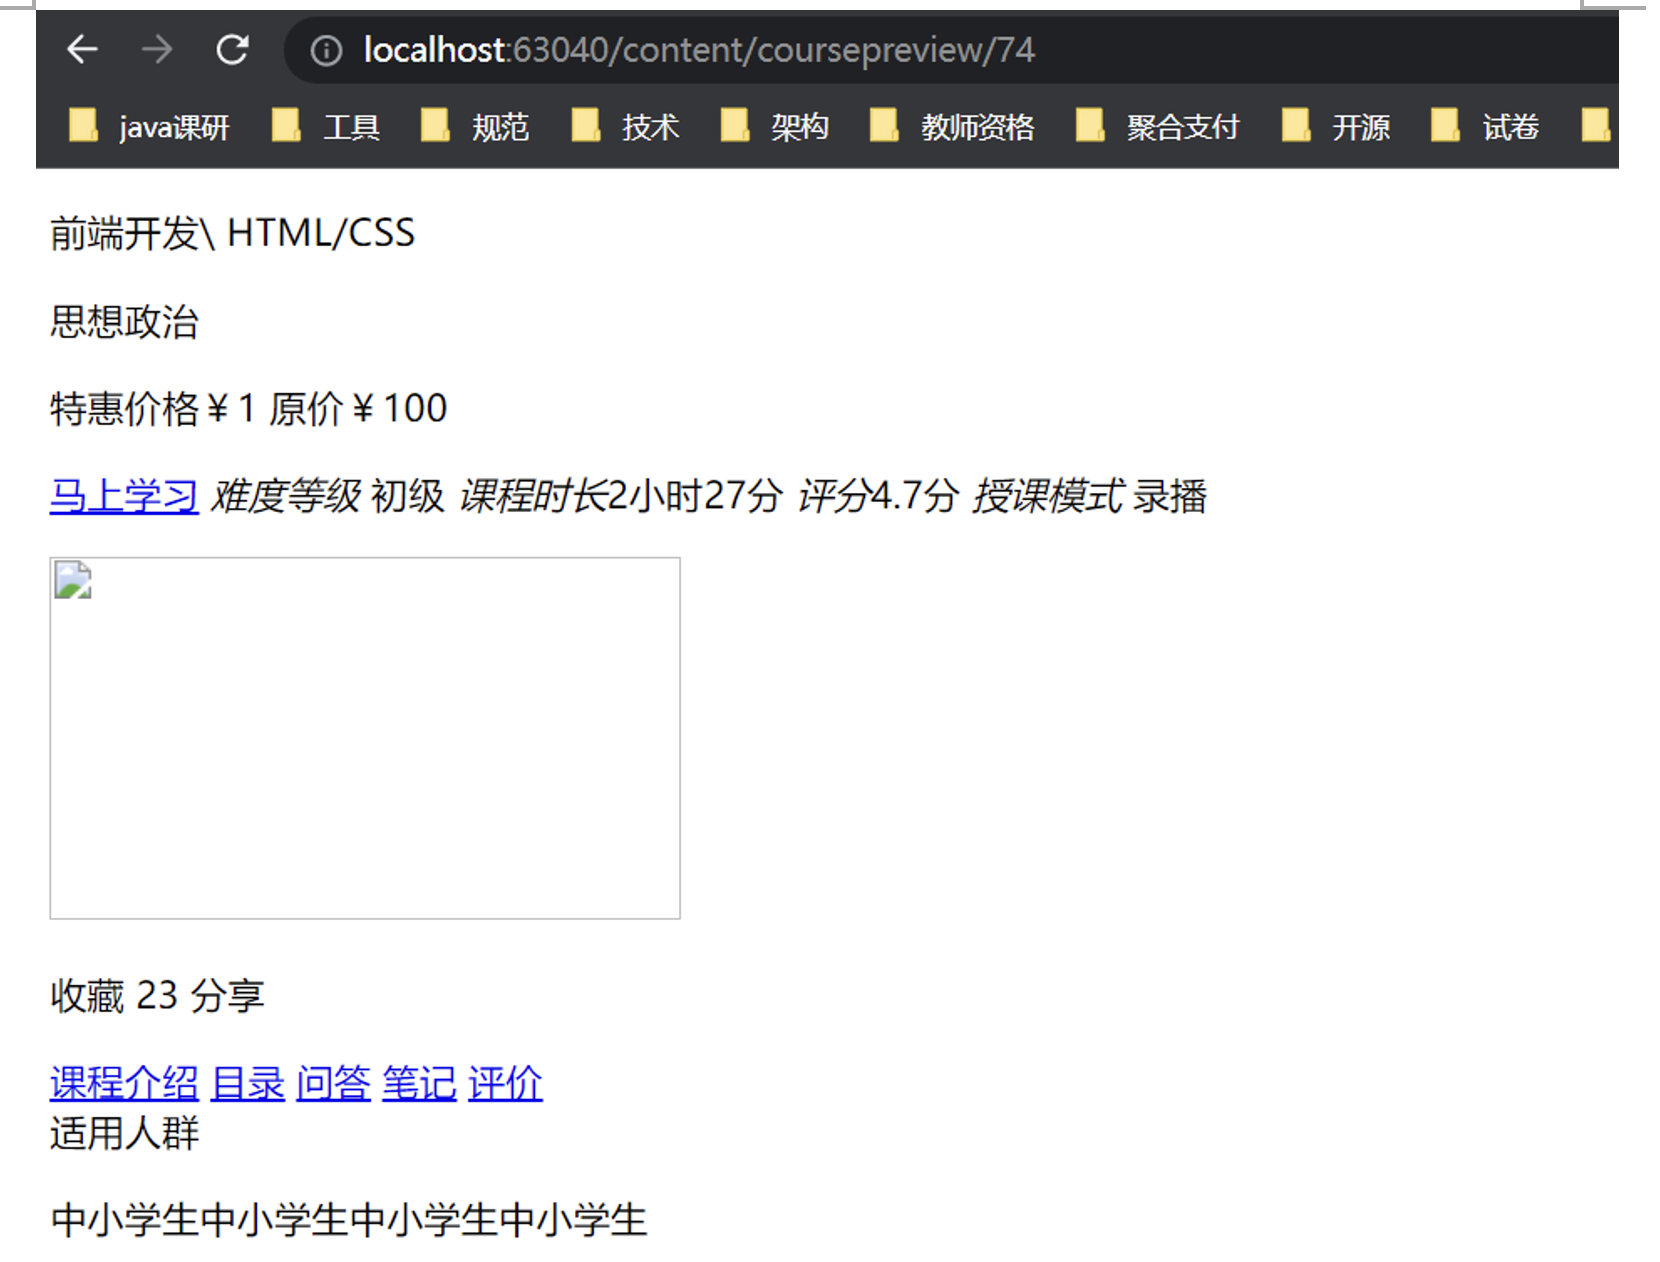 localhost:63040/content/coursepreview/74
java课研 工具 规范 技术 架构 教师资格 聚合支付 开源 试卷
前端开发\ HTML/CSS
思想政治
特惠价格￥1 原价￥100
马上学习 难度等级 初级 课程时长2小时27分 评分4.7分 授课模式 录播
收藏 23 分享
课程介绍 目录 问答 笔记 评价
适用人群
中小学生中小学生中小学生中小学生